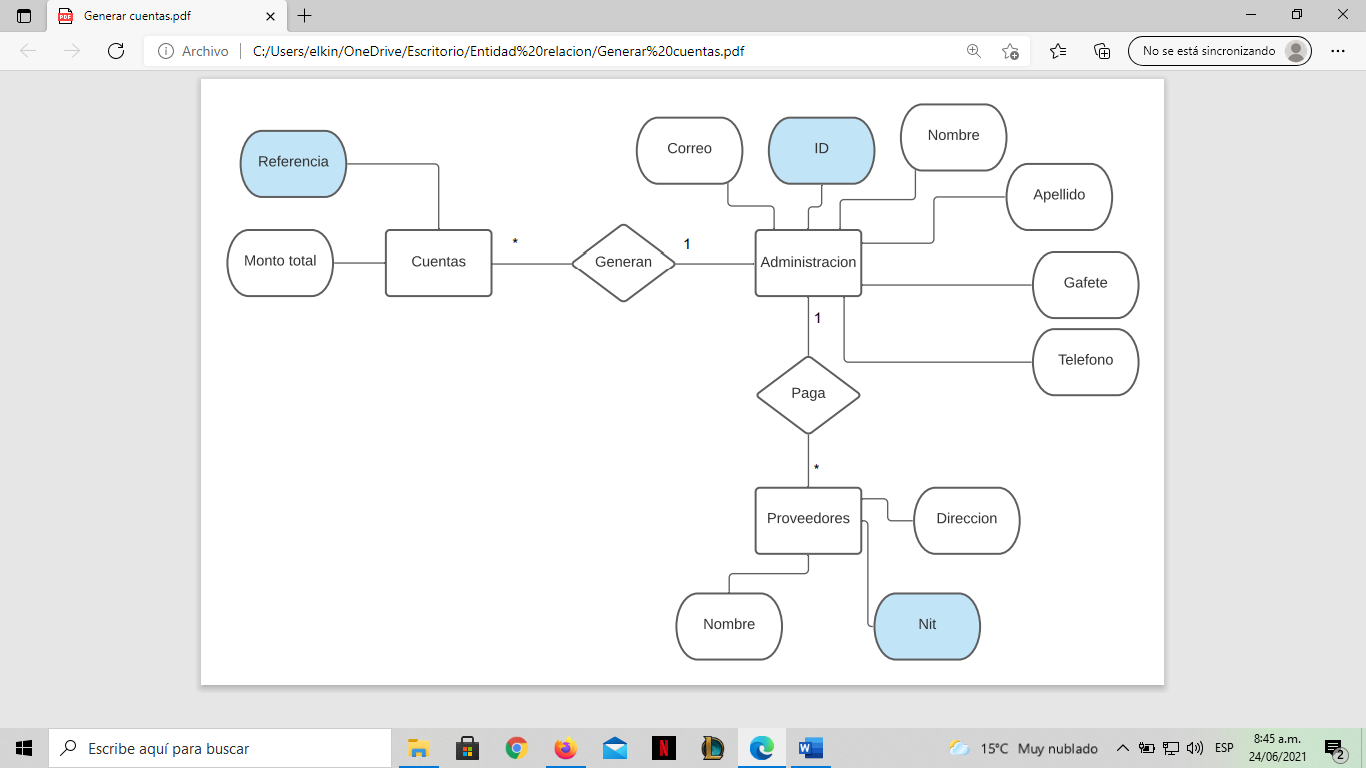 Generar cuentas.pdf
Archivo
C:/Users/elkin/OneDrive/Escritorio/Entidad%20relacion/Generar%20cuentas.pdf
No se está sincronizando
Correo
ID
Nombre
Referencia
Apellido
Monto total
Cuentas
*
Generan
1
Administracion
Gafete
1
Telefono
Paga
*
Proveedores
Direccion
Nombre
Nit
Escribe aquí para buscar
15°C Muy nublado
ESP
8:45 a.m.
24/06/2021
2